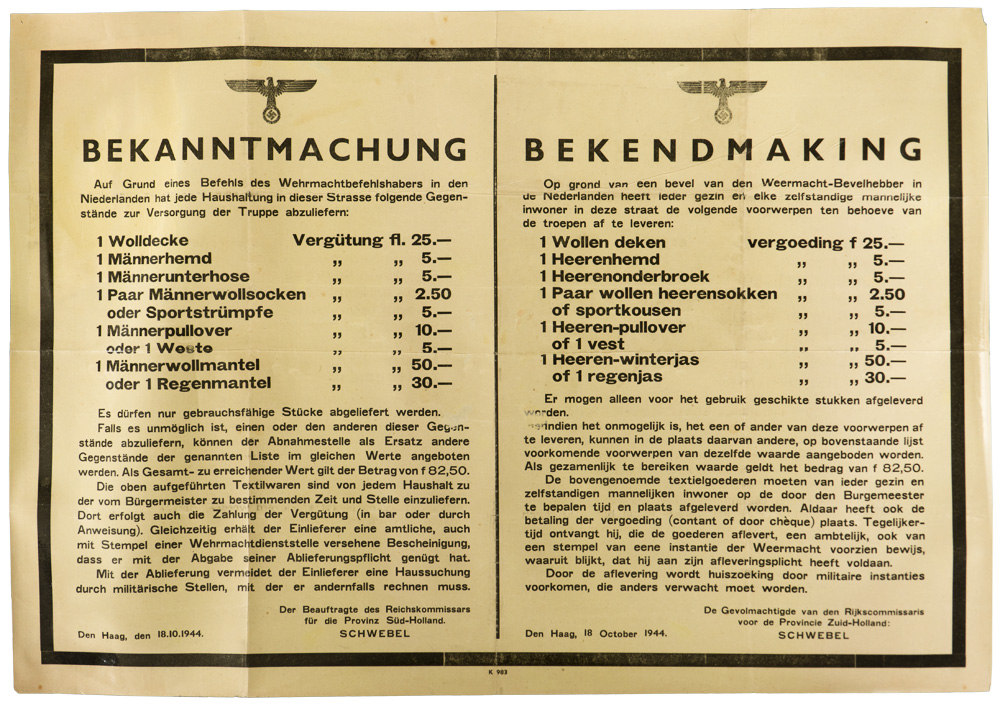 BEKANNTMACHUNG
Auf Grund eines Befehls des Wehrmachtbefehlshabers in den
Niederlanden hat jede Haushaltung in dieser Strasse folgende Gegen-
stände zur Versorgung der Truppe abzuliefern:
1 Wolldecke Vergütung fl. 25.—
1 Männerhemd „ „ 5.—
1 Männerunterhose „ „ 5.—
1 Paar Männerwollsocken „ „ 2.50
oder Sportstrümpfe „ „ 5.—
1 Männerpullover „ „ 10.—
oder 1 Weste „ „ 5.—
1 Männerwollmantel „ „ 50.—
oder 1 Regenmantel „ „ 30.—
Es dürfen nur gebrauchsfähige Stücke abgeliefert werden.
Falls es unmöglich ist, einen oder den anderen dieser Gegen-
stände abzuliefern, können der Abnahmestelle als Ersatz andere
Gegenstände der genannten Liste im gleichen Werte angeboten
werden. Als Gesamt- zu erreichender Wert gilt der Betrag von f 82,50.
Die oben aufgeführten Textilwaren sind von jedem Haushalt zu
der vom Bürgermeister zu bestimmenden Zeit und Stelle einzuliefern.
Dort erfolgt auch die Zahlung der Vergütung (in bar oder durch
Anweisung). Gleichzeitig erhält der Einlieferer eine amtliche, auch
mit Stempel einer Wehrmachtdienststelle versehene Bescheinigung,
dass er mit der Abgabe seiner Ablieferungspflicht genügt hat.
Mit der Ablieferung vermeidet der Einlieferer eine Haussuchung
durch militärische Stellen, mit der er andernfalls rechnen muss.
Der Beauftragte des Reichskommissars
für die Provinz Süd-Holland.
Den Haag, den 18.10.1944. SCHWEBEL
BEKENDMAKING
Op grond van een bevel van den Weermacht-Bevelhebber in
de Nederlanden heeft ieder gezin en elke zelfstandige mannelijke
inwoner in deze straat de volgende voorwerpen ten behoeve van
de troepen af te leveren:
1 Wollen deken vergoeding f 25.—
1 Heerenhemd „ „ 5.—
1 Heerenonderbroek „ „ 5.—
1 Paar wollen heerensokken „ „ 2.50
of sportkousen „ „ 5.—
1 Heeren-pullover „ „ 10.—
of 1 vest „ „ 5.—
1 Heeren-winterjas „ „ 50.—
of 1 regenjas „ „ 30.—
Er mogen alleen voor het gebruik geschikte stukken afgeleverd
worden.
Indien het onmogelijk is, het een of ander van deze voorwerpen af
te leveren, kunnen in de plaats daarvan andere, op bovenstaande lijst
voorkomende voorwerpen van dezelfde waarde aangeboden worden.
Als gezamenlijk te bereiken waarde geldt het bedrag van f 82,50.
De bovengenoemde textielgoederen moeten van ieder gezin en
zelfstandigen mannelijken inwoner op de door den Burgemeester
te bepalen tijd en plaats afgeleverd worden. Aldaar heeft ook de
betaling der vergoeding (contant of door chèque) plaats. Tegelijker-
tijd ontvangt hij, die de goederen aflevert, een ambtelijk, ook van
een stempel van eene instantie der Weermacht voorzien bewijs,
waaruit blijkt, dat hij aan zijn afleveringsplicht heeft voldaan.
Door de aflevering wordt huiszoeking door militaire instanties
voorkomen, die anders verwacht moet worden.
De Gevolmachtigde van den Rijkscommissaris
voor de Provincie Zuid-Holland:
Den Haag, 18 October 1944. SCHWEBEL
K 983